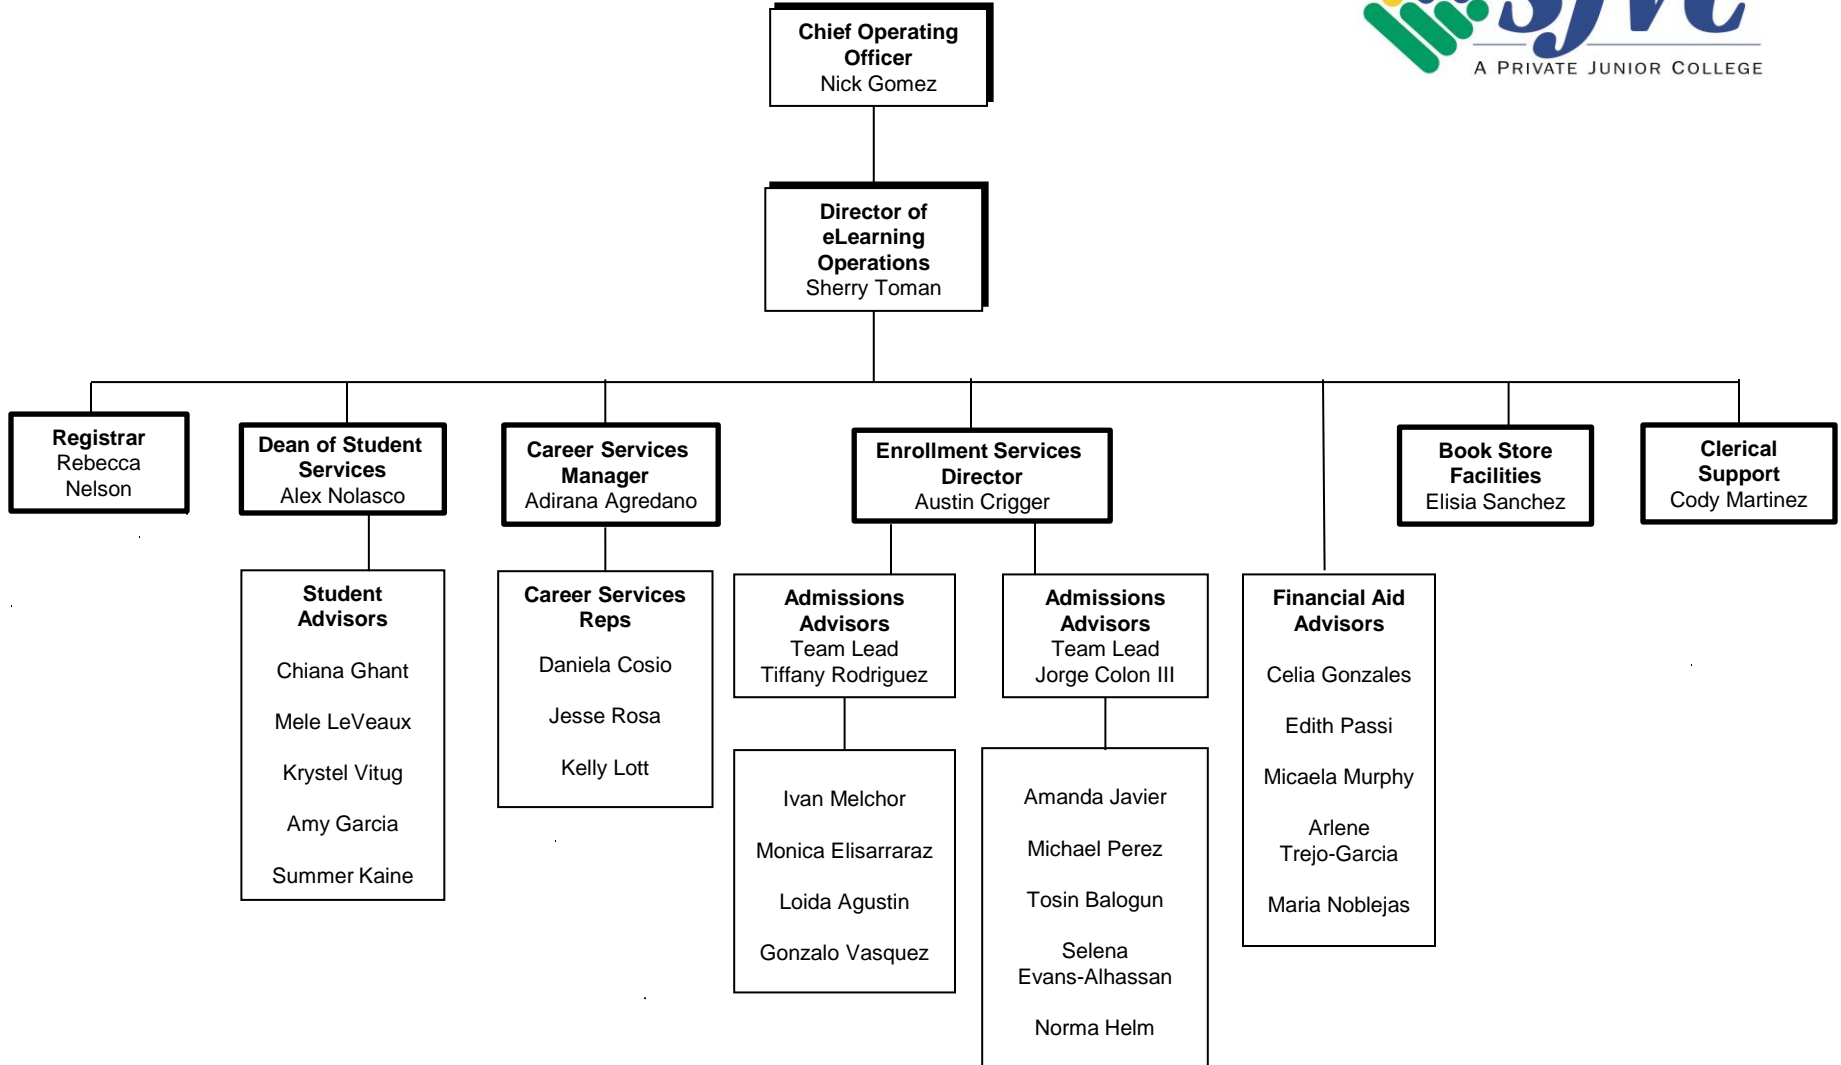 sjvc
A PRIVATE JUNIOR COLLEGE
Chief Operating
Officer
Nick Gomez
Director of
eLearning
Operations
Sherry Toman
Registrar
Rebecca
Nelson
Dean of Student
Services
Alex Nolasco
Career Services
Manager
Adirana Agredano
Enrollment Services
Director
Austin Crigger
Book Store
Facilities
Elisia Sanchez
Clerical
Support
Cody Martinez
Student
Advisors
Chiana Ghant
Mele LeVeaux
Krystel Vitug
Amy Garcia
Summer Kaine
Career Services
Reps
Daniela Cosio
Jesse Rosa
Kelly Lott
Admissions
Advisors
Team Lead
Tiffany Rodriguez
Ivan Melchor
Monica Elisarraraz
Loida Agustin
Gonzalo Vasquez
Admissions
Advisors
Team Lead
Jorge Colon III
Amanda Javier
Michael Perez
Tosin Balogun
Selena
Evans-Alhassan
Norma Helm
Financial Aid
Advisors
Celia Gonzales
Edith Passi
Micaela Murphy
Arlene
Trejo-Garcia
Maria Noblejas